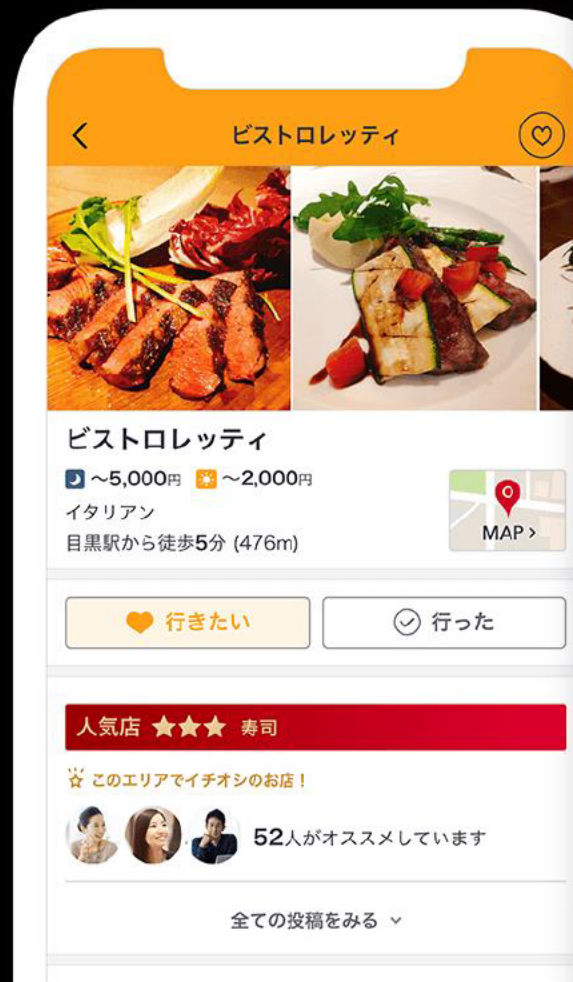 ビストロレッティ
ビストロレッティ
〜5,000円 〜2,000円
イタリアン
目黒駅から徒歩5分 (476m)
MAP >
行きたい
行った
人気店 ★★★ 寿司
このエリアでイチオシのお店！
52人がオススメしています
全ての投稿をみる